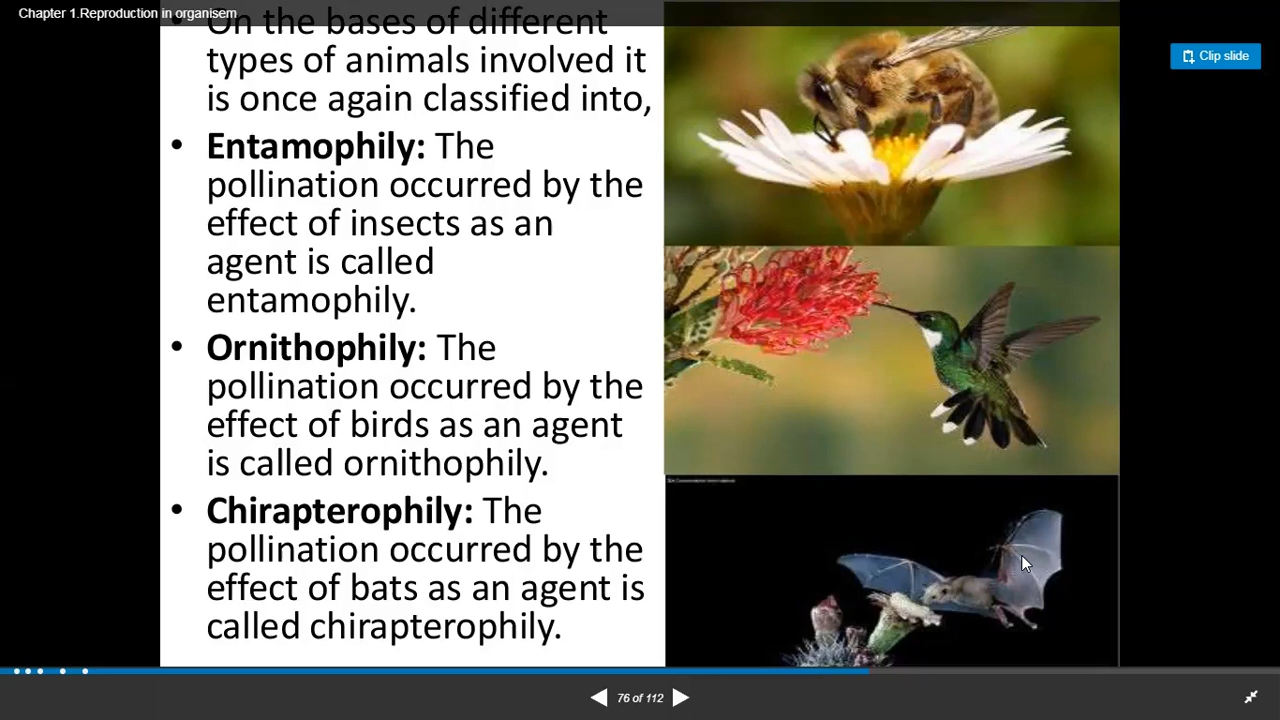 Chapter 1.Reproduction in organisem
• On the bases of different
types of animals involved it
is once again classified into,
• Entamophily: The
pollination occurred by the
effect of insects as an
agent is called
entamophily.
• Ornithophily: The
pollination occurred by the
effect of birds as an agent
is called ornithophily.
• Chirapterophily: The
pollination occurred by the
effect of bats as an agent is
called chirapterophily.
Clip slide
76 of 112